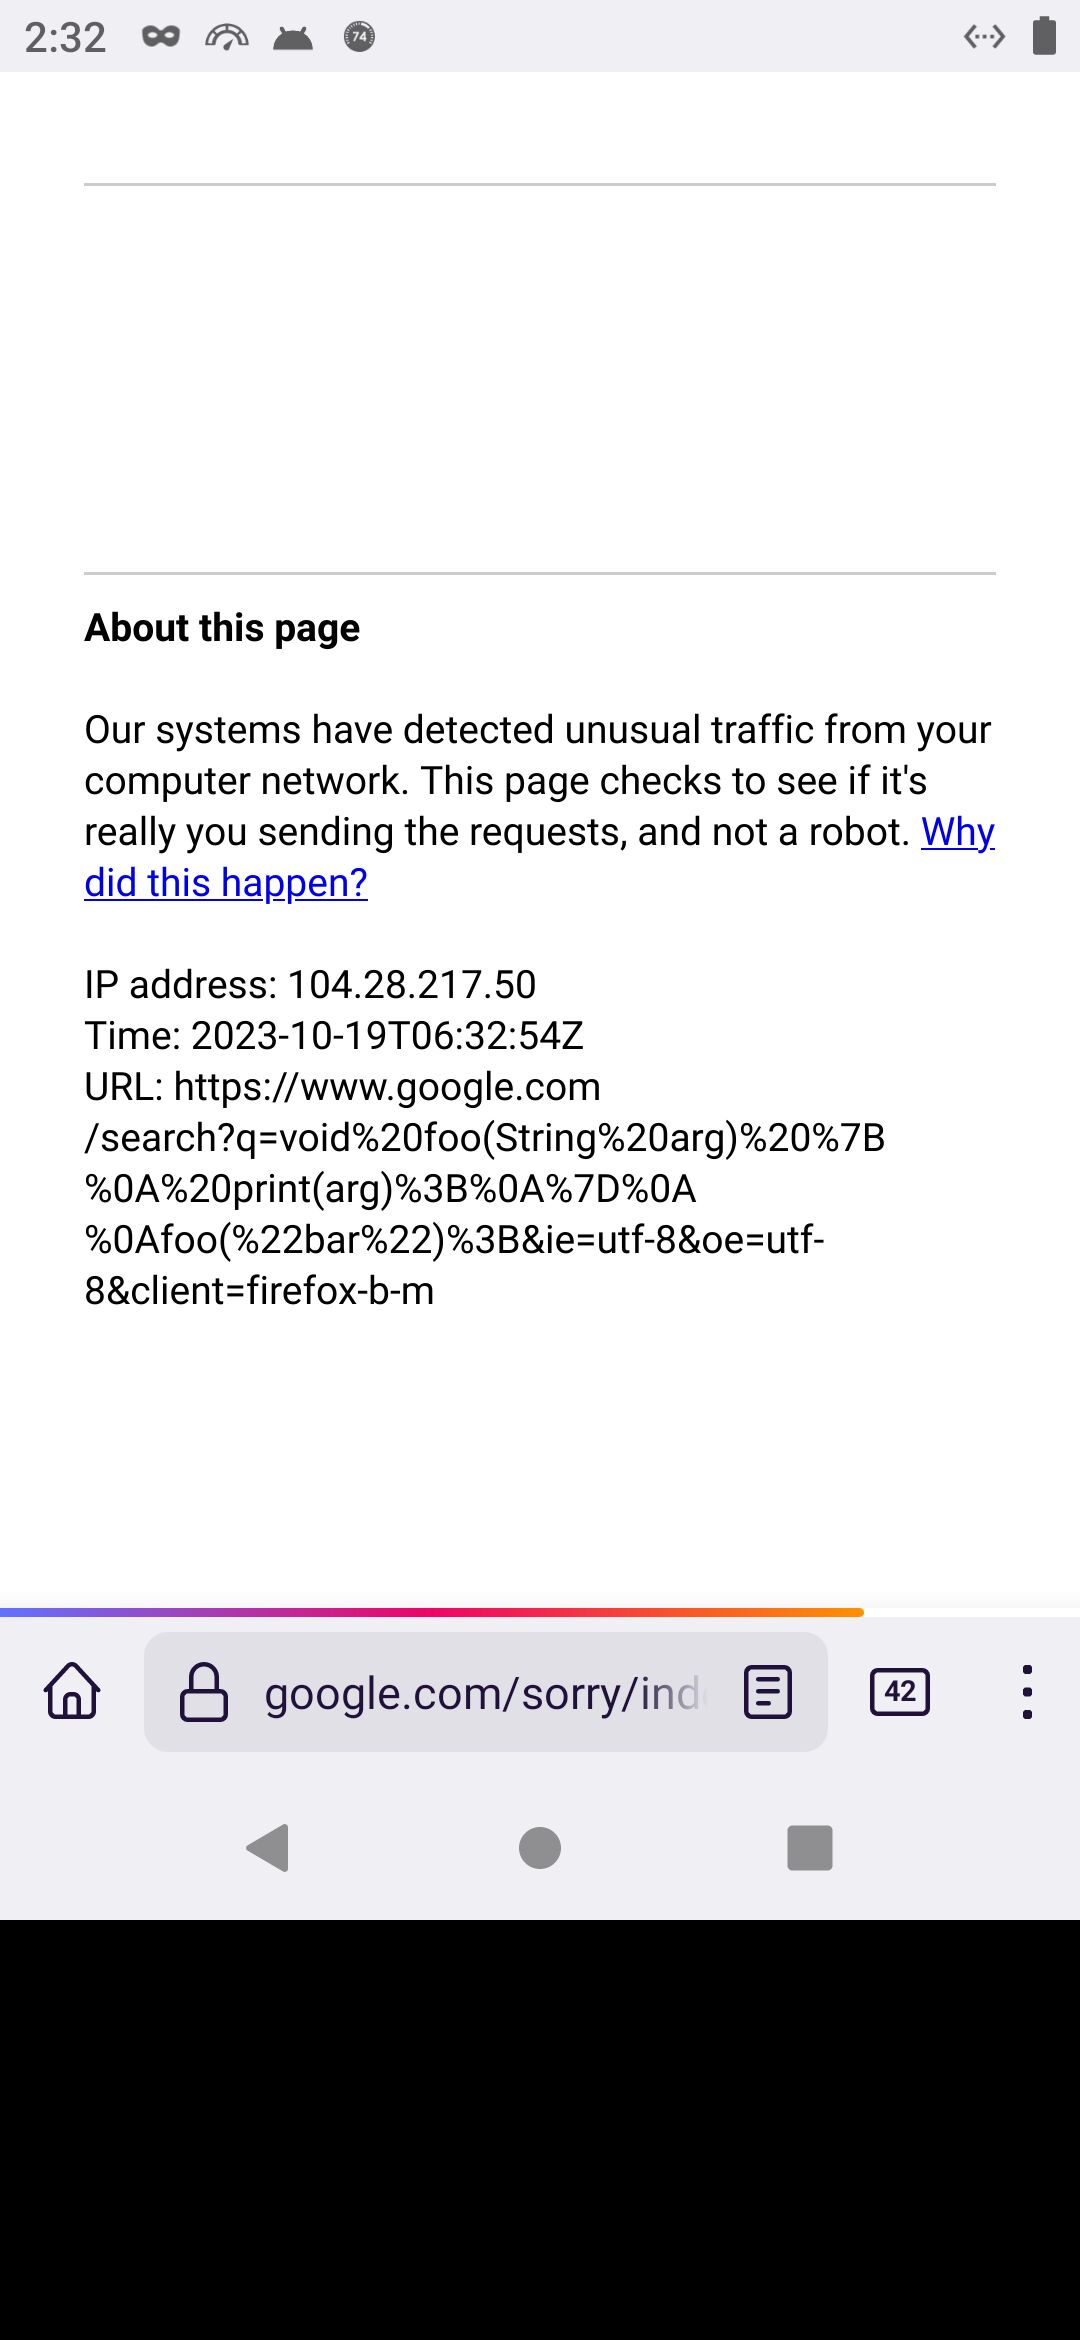 2:32
74
About this page
Our systems have detected unusual traffic from your
computer network. This page checks to see if it's
really you sending the requests, and not a robot. Why
did this happen?
IP address: 104.28.217.50
Time: 2023-10-19T06:32:54Z
URL: https://www.google.com
/search?q=void%20foo(String%20arg)%20%7B
%0A%20print(arg)%3B%0A%7D%0A
%0Afoo(%22bar%22)%3B&ie=utf-8&oe=utf-
8&client=firefox-b-m
google.com/sorry/ind
42